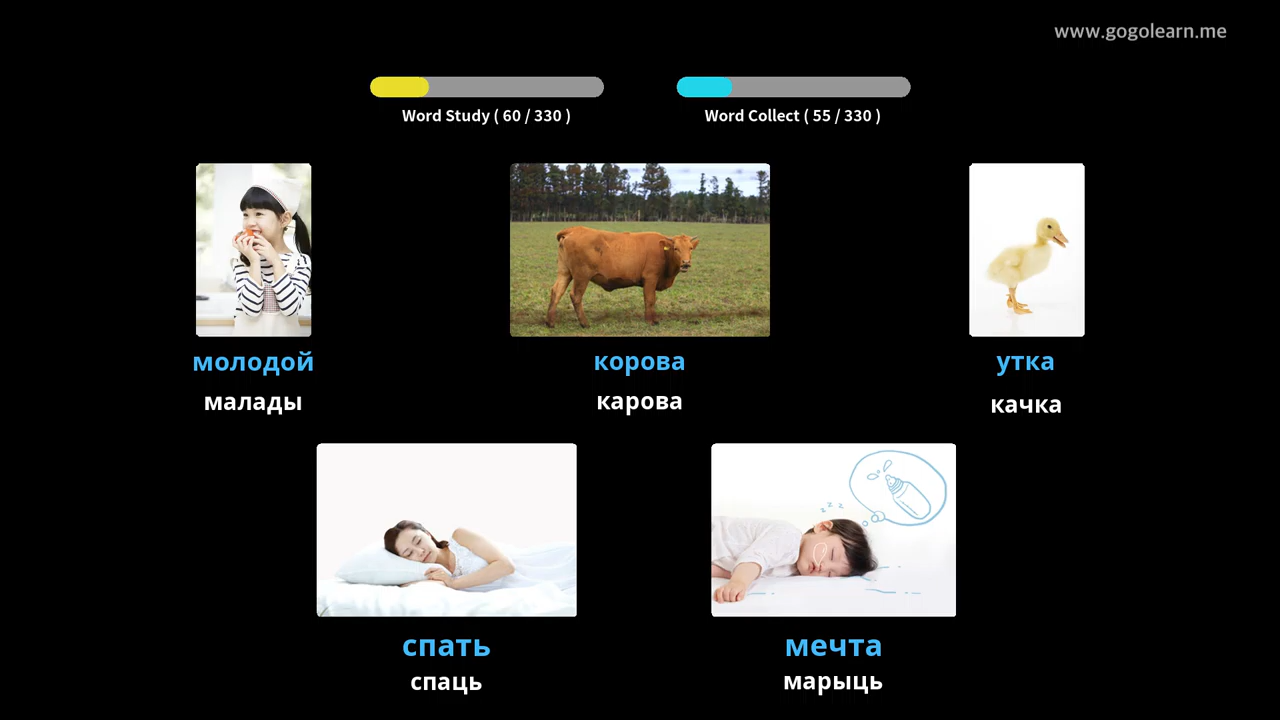 www.gogolearn.me
Word Study ( 60 / 330 )
Word Collect ( 55 / 330 )
молодой
малады
корова
карова
утка
качка
спать
спаць
мечта
марыць